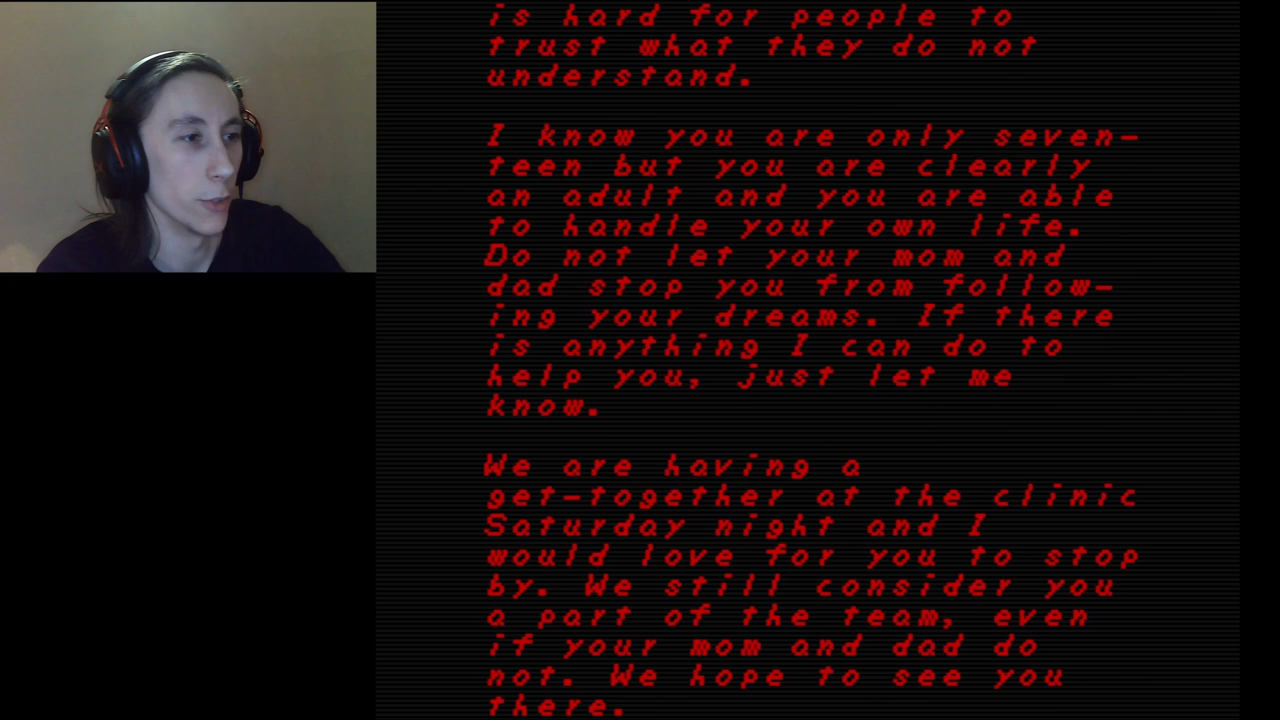 is hard for people to
trust what they do not
understand.
I know you are only seven-
teen but you are clearly
an adult and you are able
to handle your own life.
Do not let your mom and
dad stop you from follow-
ing your dreams. If there
is anything I can do to
help you, just let me
know.
We are having a
get-together at the clinic
Saturday night and I
would love for you to stop
by. We still consider you
a part of the team, even
if your mom and dad do
not. We hope to see you
there.